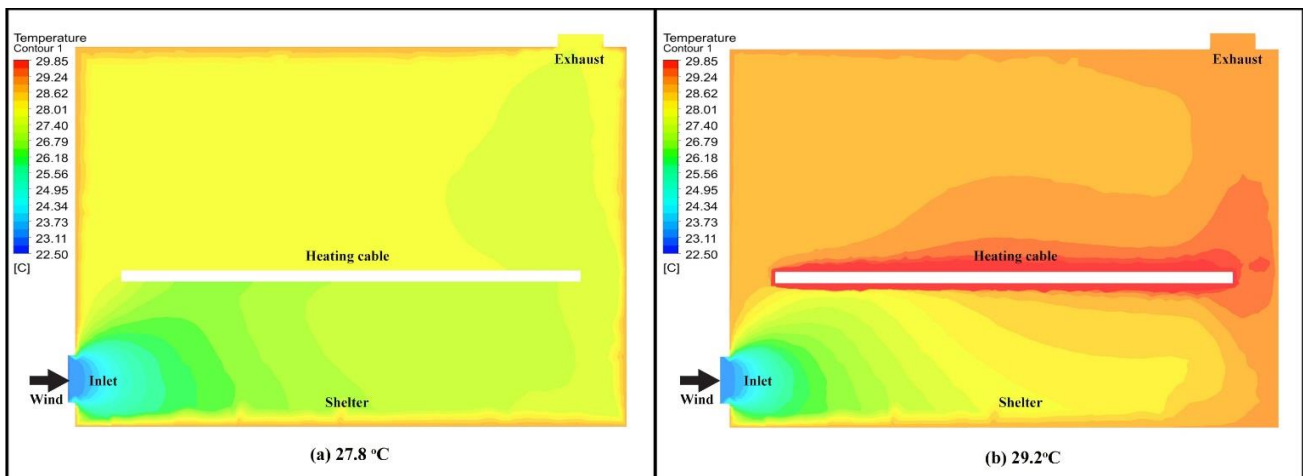 Temperature
Contour 1
29.85
29.24
28.62
28.01
27.40
26.79
26.18
25.56
24.95
24.34
23.73
23.11
22.50
[C]
Exhaust
Heating cable
Inlet
Wind
Shelter
(a) 27.8 °C
Temperature
Contour 1
29.85
29.24
28.62
28.01
27.40
26.79
26.18
25.56
24.95
24.34
23.73
23.11
22.50
[C]
Exhaust
Heating cable
Inlet
Wind
Shelter
(b) 29.2°C